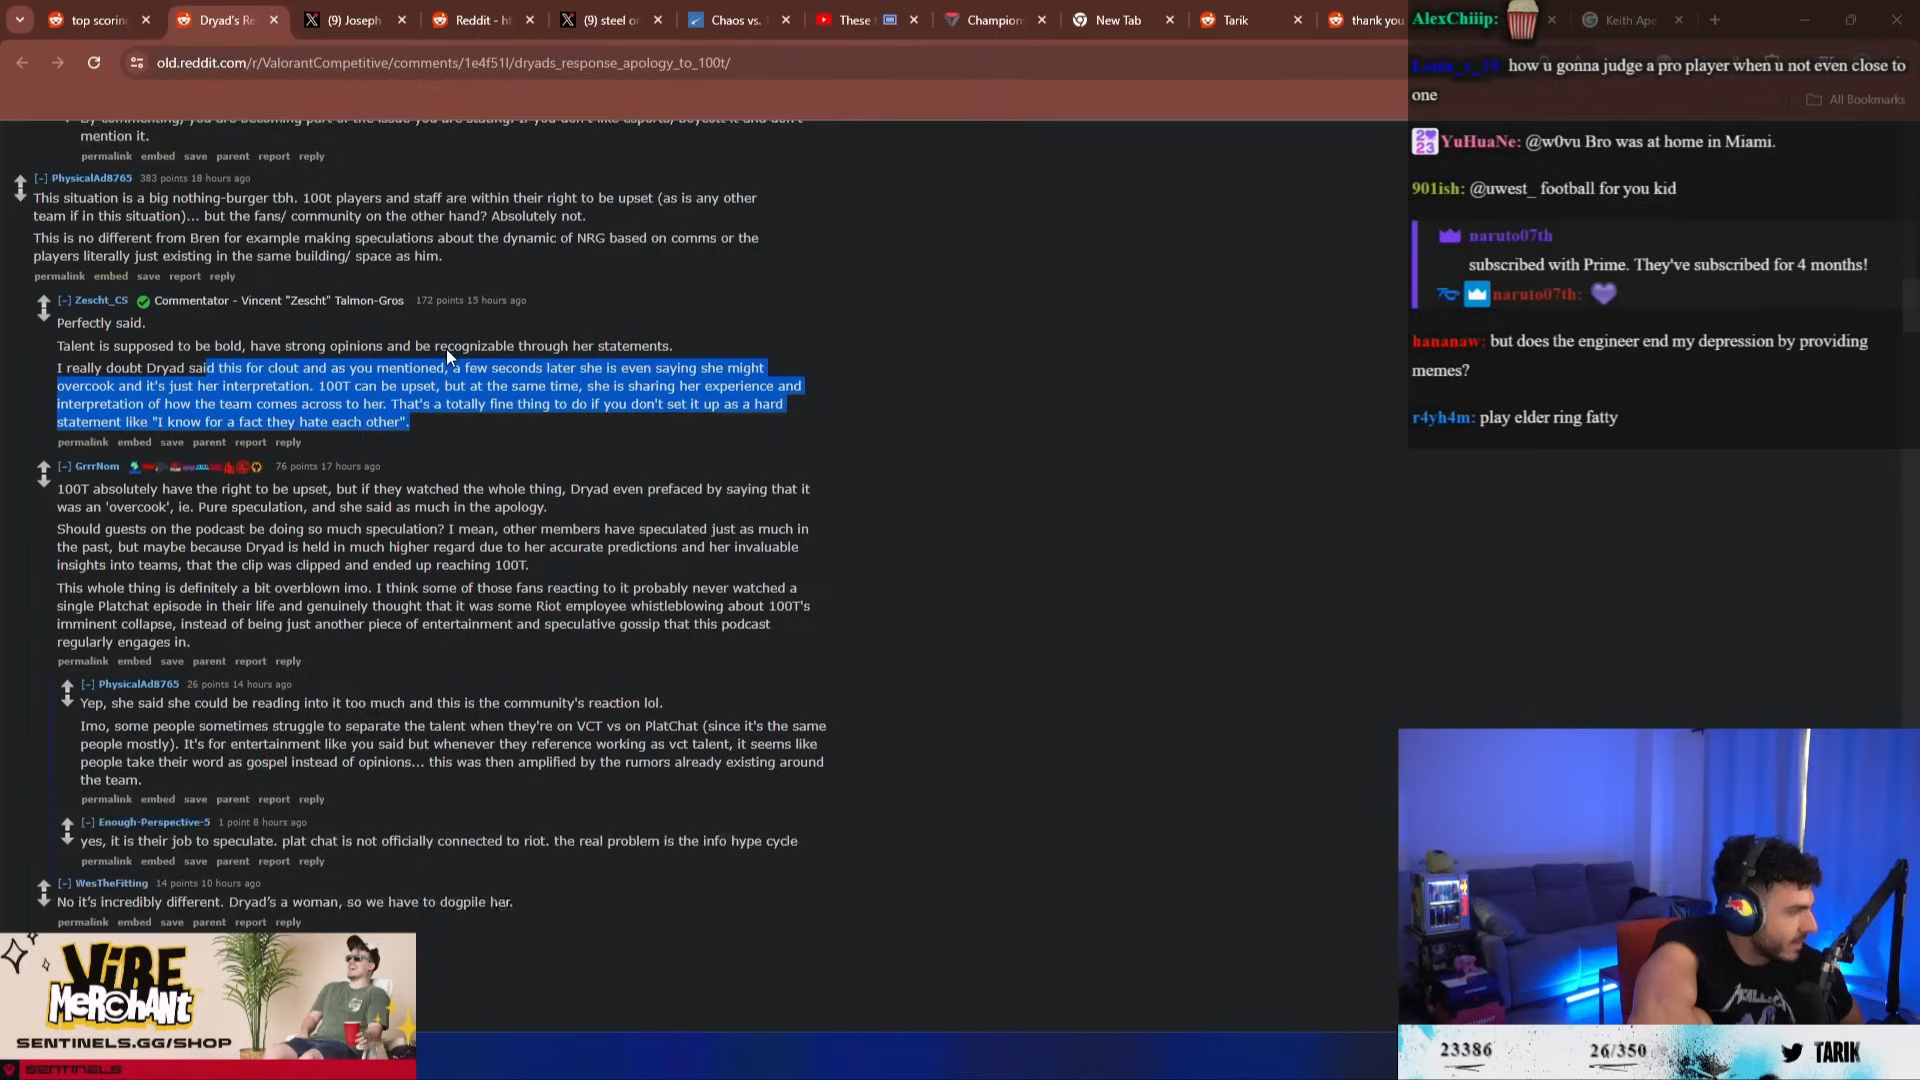 top scorin
Dryad's Re
(9) Joseph
Reddit - h
(9) steel or
Chaos vs.
These
Champion
New Tab
Tarik
thank you
Keith Ape
old.reddit.com/r/ValorantCompetitive/comments/1e4f51l/dryads_response_apology_to_100t/
All Bookmarks
mention it.
permalink embed save parent report reply
[–] PhysicalAd8765 383 points 18 hours ago
This situation is a big nothing-burger tbh. 100t players and staff are within their right to be upset (as is any other
team if in this situation)... but the fans/ community on the other hand? Absolutely not.
This is no different from Bren for example making speculations about the dynamic of NRG based on comms or the
players literally just existing in the same building/ space as him.
permalink embed save report reply
[–] Zescht_CS Commentator - Vincent "Zescht" Talmon-Gros 172 points 15 hours ago
Perfectly said.
Talent is supposed to be bold, have strong opinions and be recognizable through her statements.
I really doubt Dryad said this for clout and as you mentioned, a few seconds later she is even saying she might
overcook and it's just her interpretation. 100T can be upset, but at the same time, she is sharing her experience and
interpretation of how the team comes across to her. That's a totally fine thing to do if you don't set it up as a hard
statement like "I know for a fact they hate each other".
permalink embed save parent report reply
[–] GrrrNom 76 points 17 hours ago
100T absolutely have the right to be upset, but if they watched the whole thing, Dryad even prefaced by saying that it
was an 'overcook', ie. Pure speculation, and she said as much in the apology.
Should guests on the podcast be doing so much speculation? I mean, other members have speculated just as much in
the past, but maybe because Dryad is held in much higher regard due to her accurate predictions and her invaluable
insights into teams, that the clip was clipped and ended up reaching 100T.
This whole thing is definitely a bit overblown imo. I think some of those fans reacting to it probably never watched a
single Platchat episode in their life and genuinely thought that it was some Riot employee whistleblowing about 100T's
imminent collapse, instead of being just another piece of entertainment and speculative gossip that this podcast
regularly engages in.
permalink embed save parent report reply
[–] PhysicalAd8765 26 points 14 hours ago
Yep, she said she could be reading into it too much and this is the community's reaction lol.
Imo, some people sometimes struggle to separate the talent when they're on VCT vs on PlatChat (since it's the same
people mostly). It's for entertainment like you said but whenever they reference working as vct talent, it seems like
people take their word as gospel instead of opinions... this was then amplified by the rumors already existing around
the team.
permalink embed save parent report reply
[–] Enough-Perspective-5 1 point 8 hours ago
yes, it is their job to speculate. plat chat is not officially connected to riot. the real problem is the info hype cycle
permalink embed save parent report reply
[–] WesTheFitting 14 points 10 hours ago
No it's incredibly different. Dryad's a woman, so we have to dogpile her.
permalink embed save parent report reply
AlexChiiip:
how u gonna judge a pro player when u not even close to
one
YuHuaNe: @w0vu Bro was at home in Miami.
901ish: @uwest_ football for you kid
naruto07th
subscribed with Prime. They've subscribed for 4 months!
naruto07th:
hananaw: but does the engineer end my depression by providing
memes?
r4yh4m: play elder ring fatty
VIBE
MERCHANT
SENTINELS.GG/SHOP
SENTINELS
METALLICA
23386
26/350
TARIK